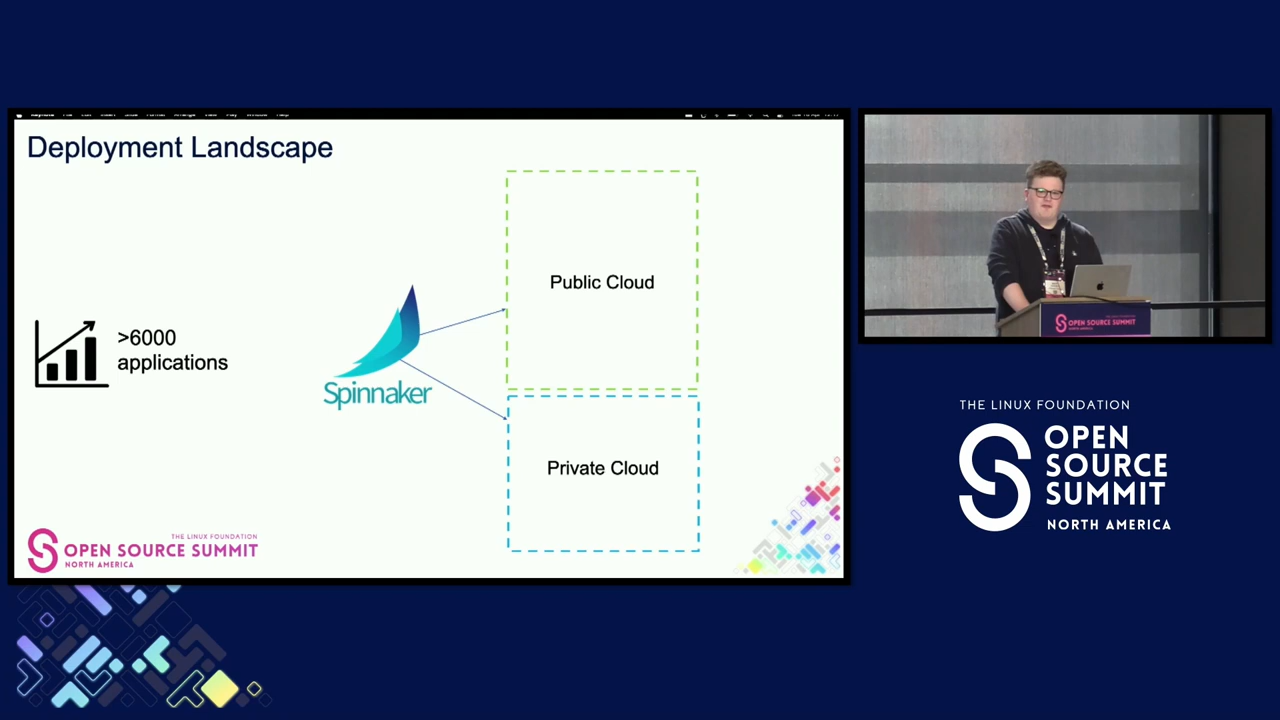 Deployment Landscape
Public Cloud
>6000
applications
Spinnaker
Private Cloud
THE LINUX FOUNDATION
OPEN SOURCE SUMMIT
NORTH AMERICA
OPEN SOURCE SUMMIT
THE LINUX FOUNDATION
OPEN
SOURCE
SUMMIT
NORTH AMERICA